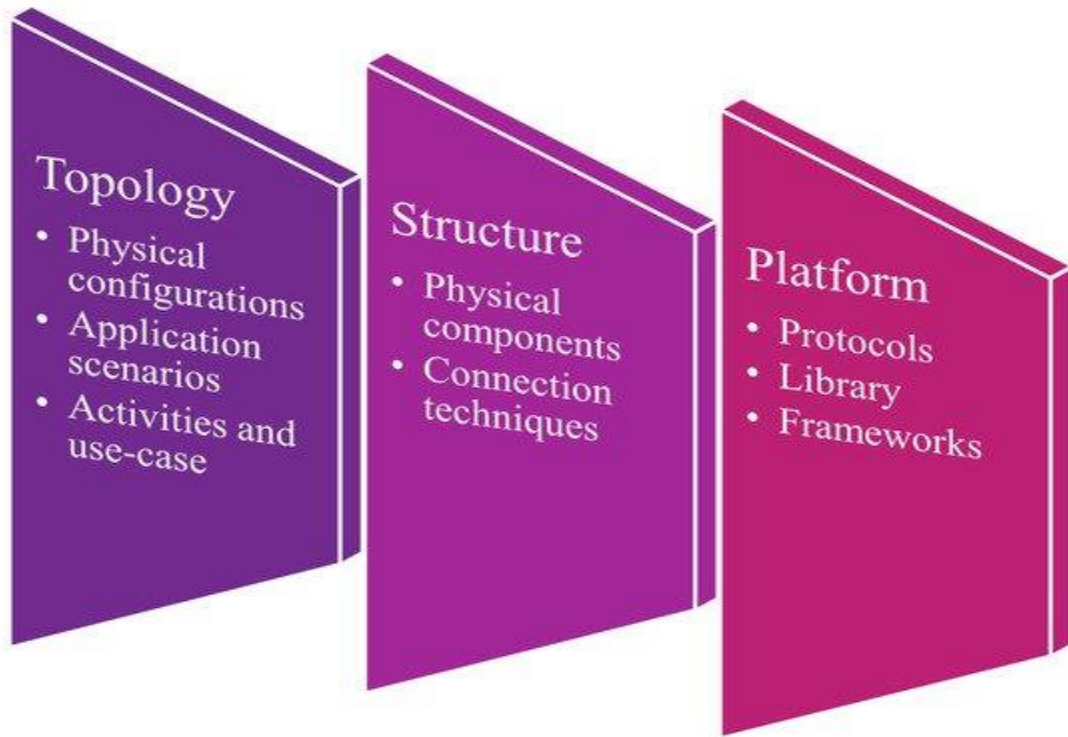 Topology
• Physical
configurations
• Application
scenarios
• Activities and
use-case
Structure
• Physical
components
• Connection
techniques
Platform
• Protocols
• Library
• Frameworks